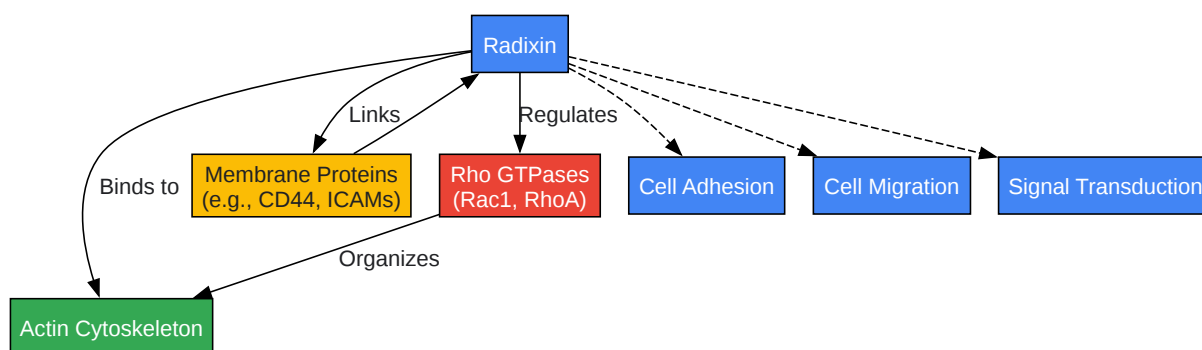 Radixin
Links
Regulates
Membrane Proteins
(e.g., CD44, ICAMs)
Rho GTPases
(Rac1, RhoA)
Cell Adhesion
Cell Migration
Signal Transduction
Binds to
Organizes
Actin Cytoskeleton